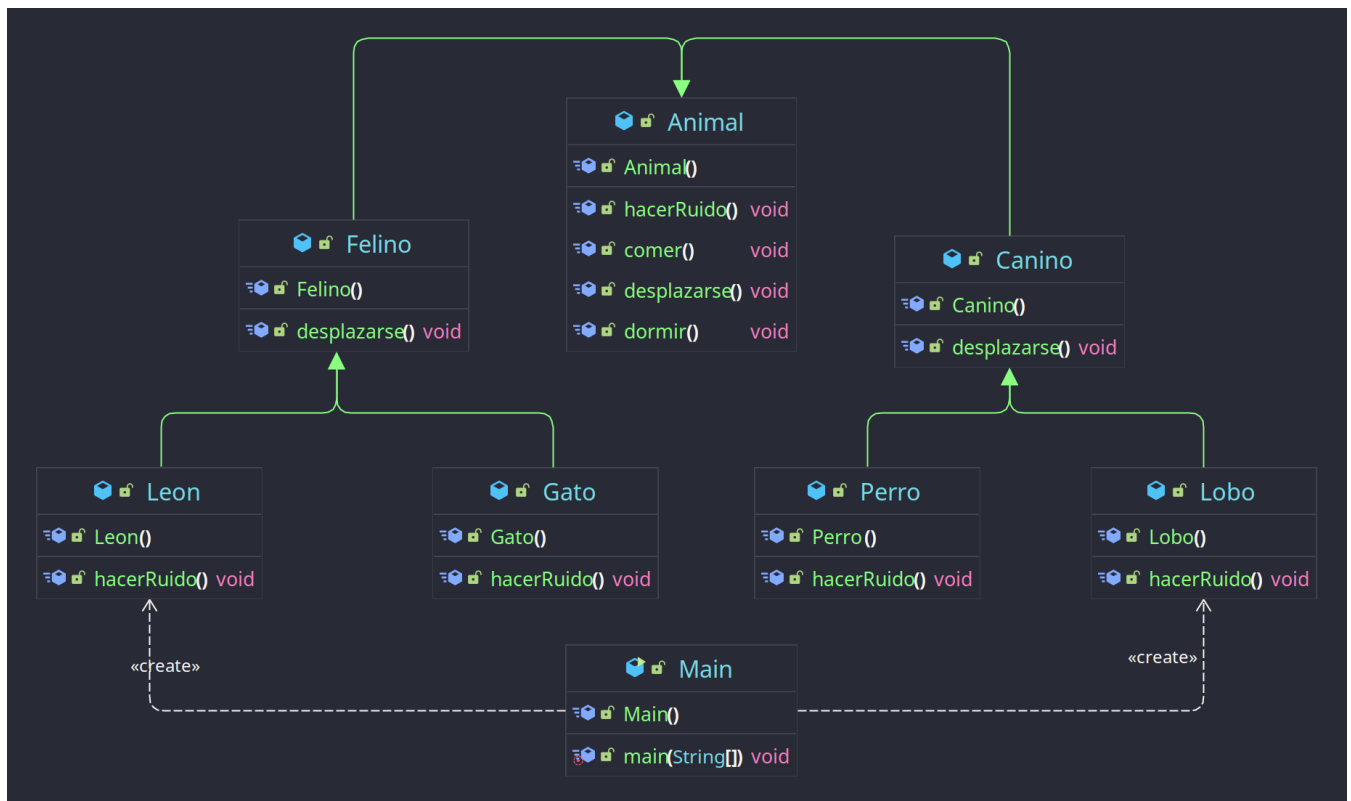 Animal
Animal()
hacerRuido() void
comer() void
desplazarse() void
dormir() void
Felino
Felino()
desplazarse() void
Canino
Canino()
desplazarse() void
Leon
Leon()
hacerRuido() void
Gato
Gato()
hacerRuido() void
Perro
Perro()
hacerRuido() void
Lobo
Lobo()
hacerRuido() void
«create»
«create»
Main
Main()
main(String[]) void